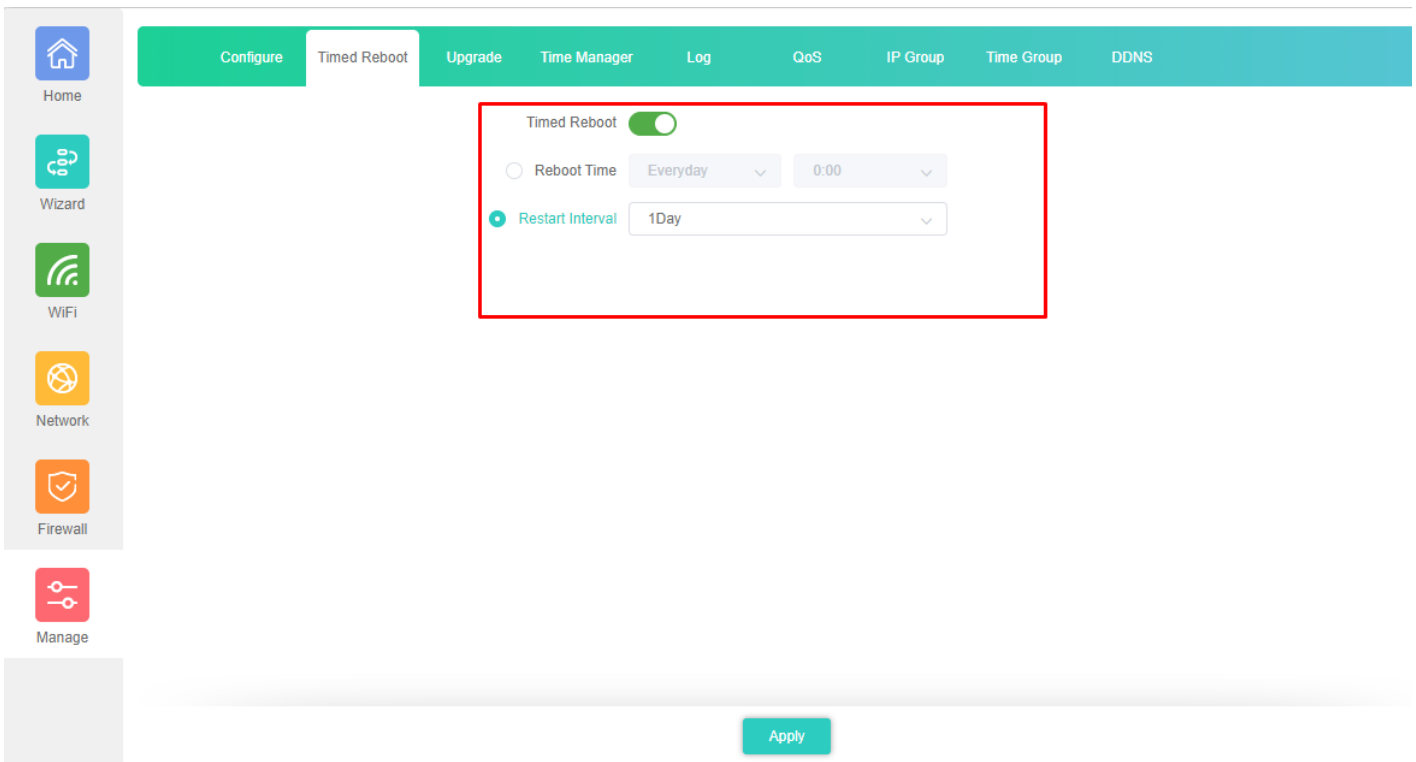 Home
Wizard
WiFi
Network
Firewall
Manage
Configure Timed Reboot Upgrade Time Manager Log QoS IP Group Time Group DDNS
Timed Reboot
Reboot Time Everyday 0:00
Restart Interval 1Day
Apply